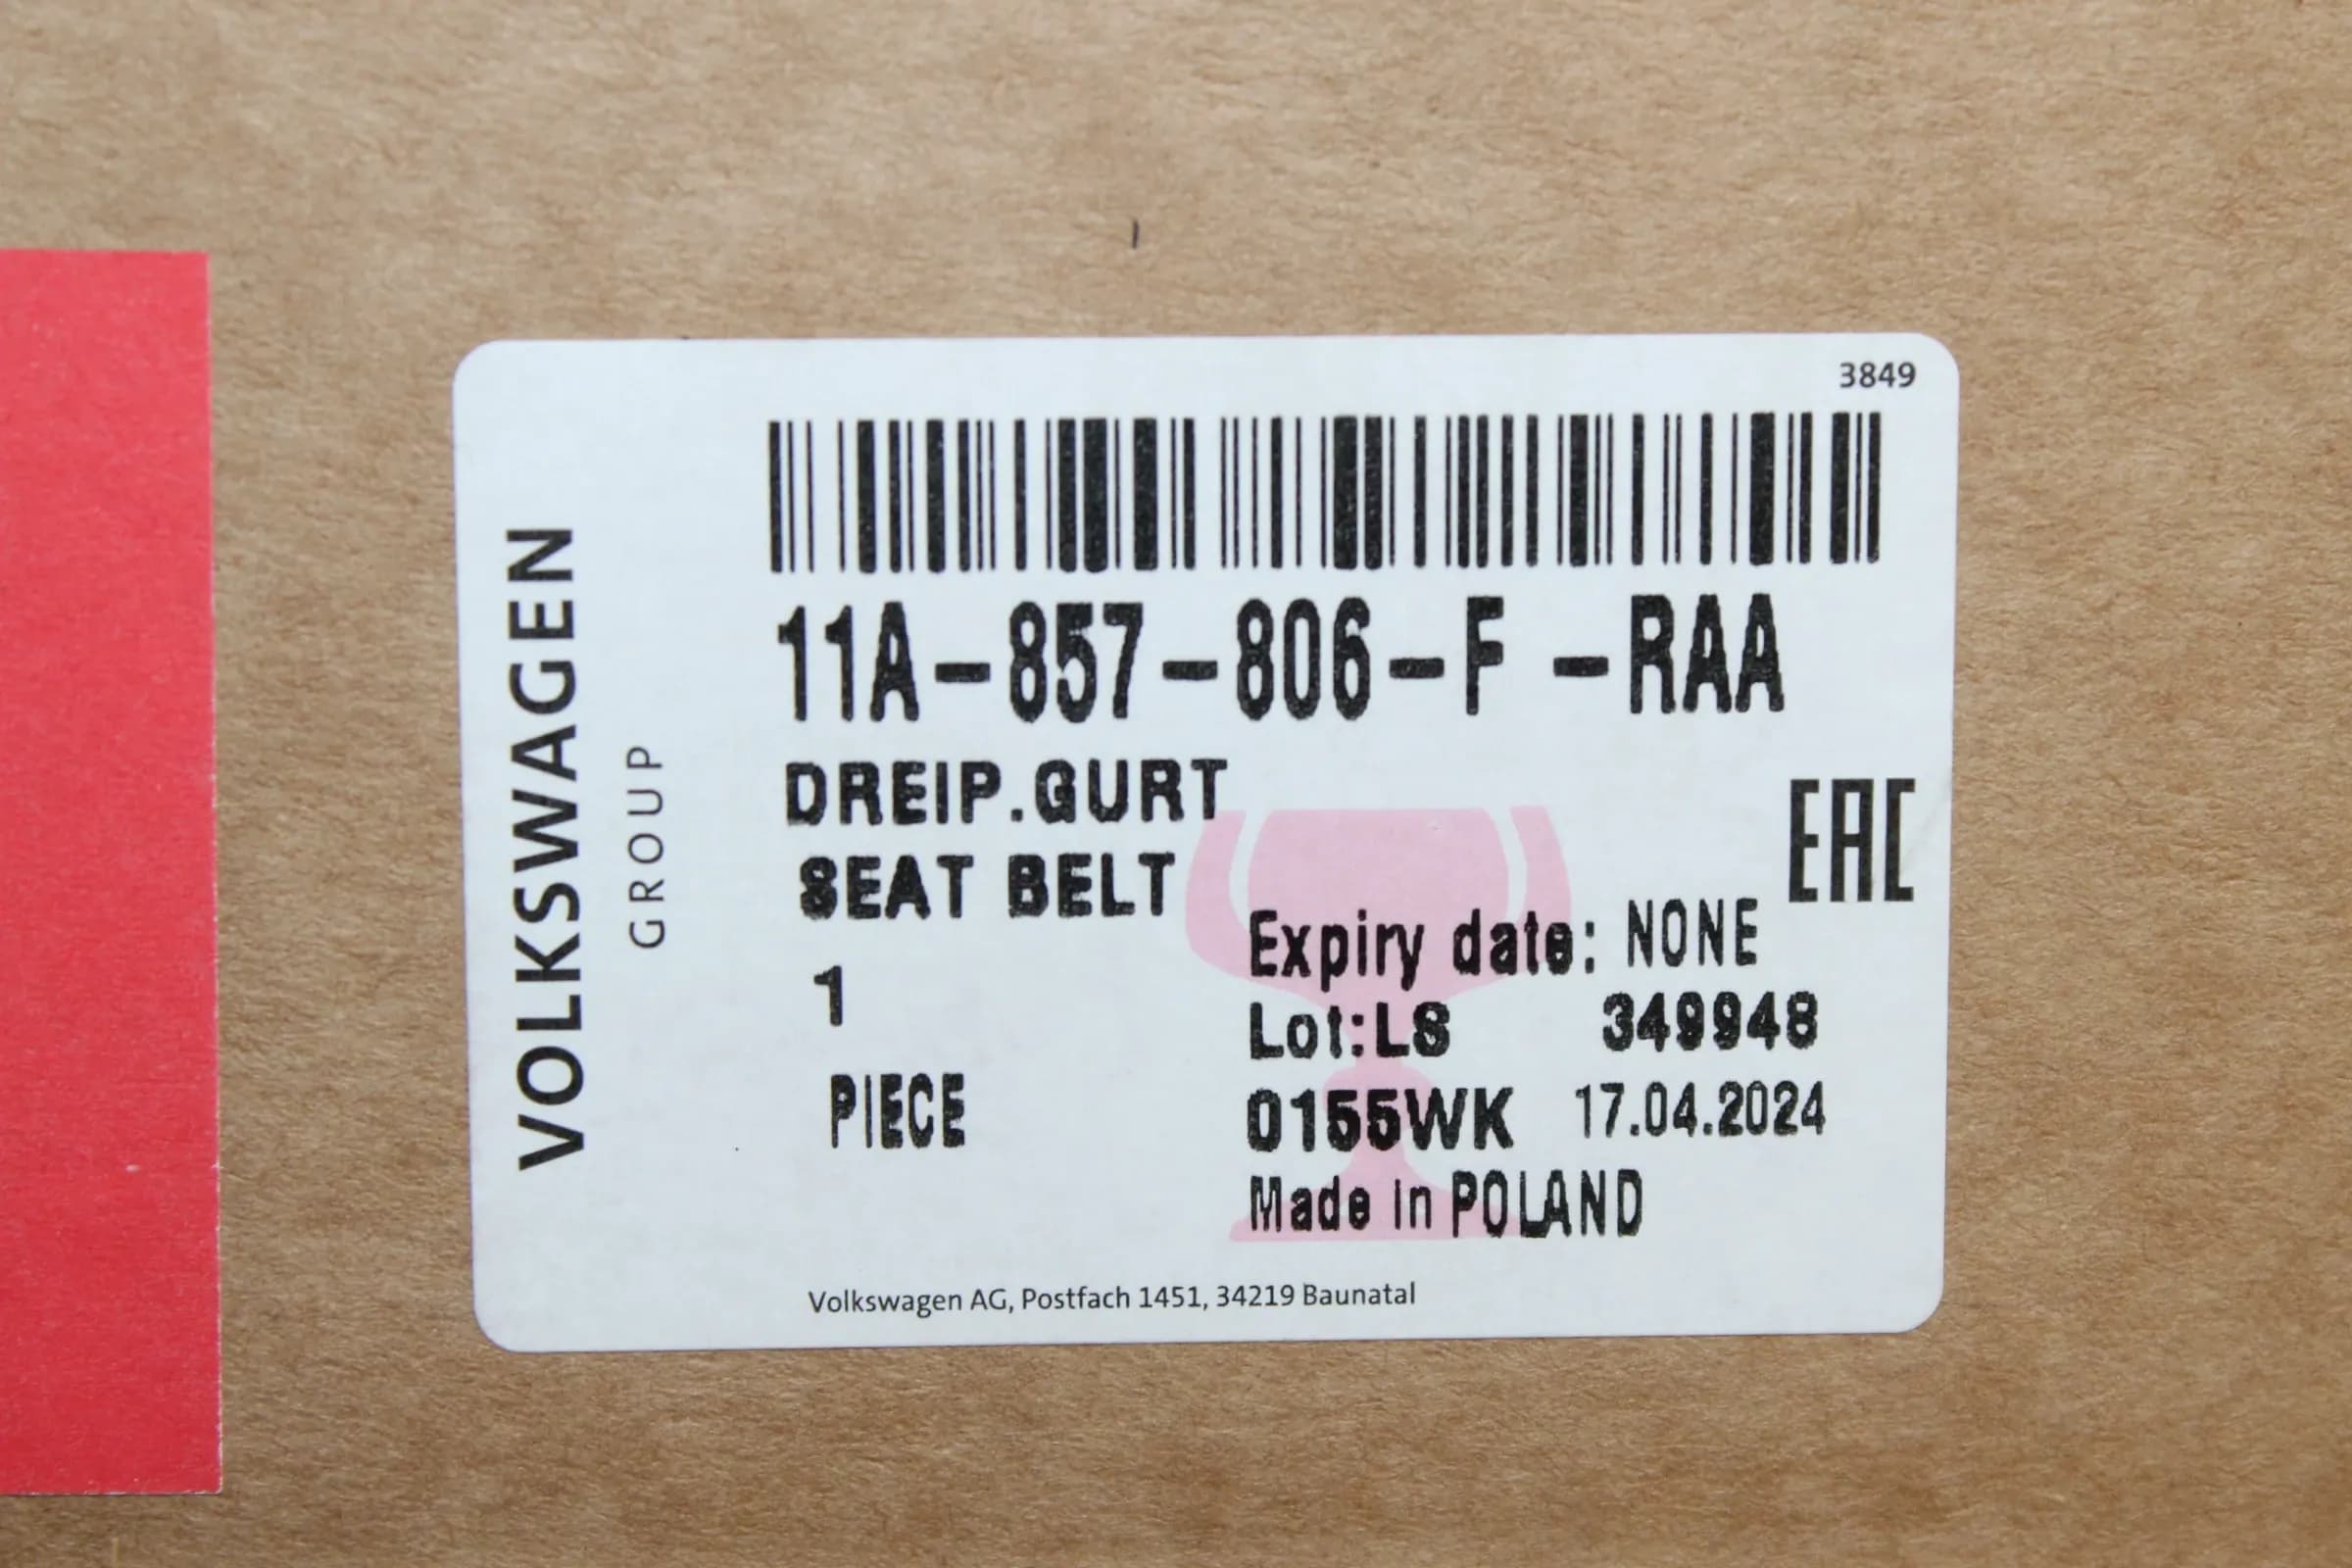 3849
VOLKSWAGEN
GROUP
11A-857-806-F -RAA
DREIP.GURT
SEAT BELT
EAC
Expiry date: NONE
1
Lot:LS 349948
PIECE
0155WK 17.04.2024
Made in POLAND
Volkswagen AG, Postfach 1451, 34219 Baunatal